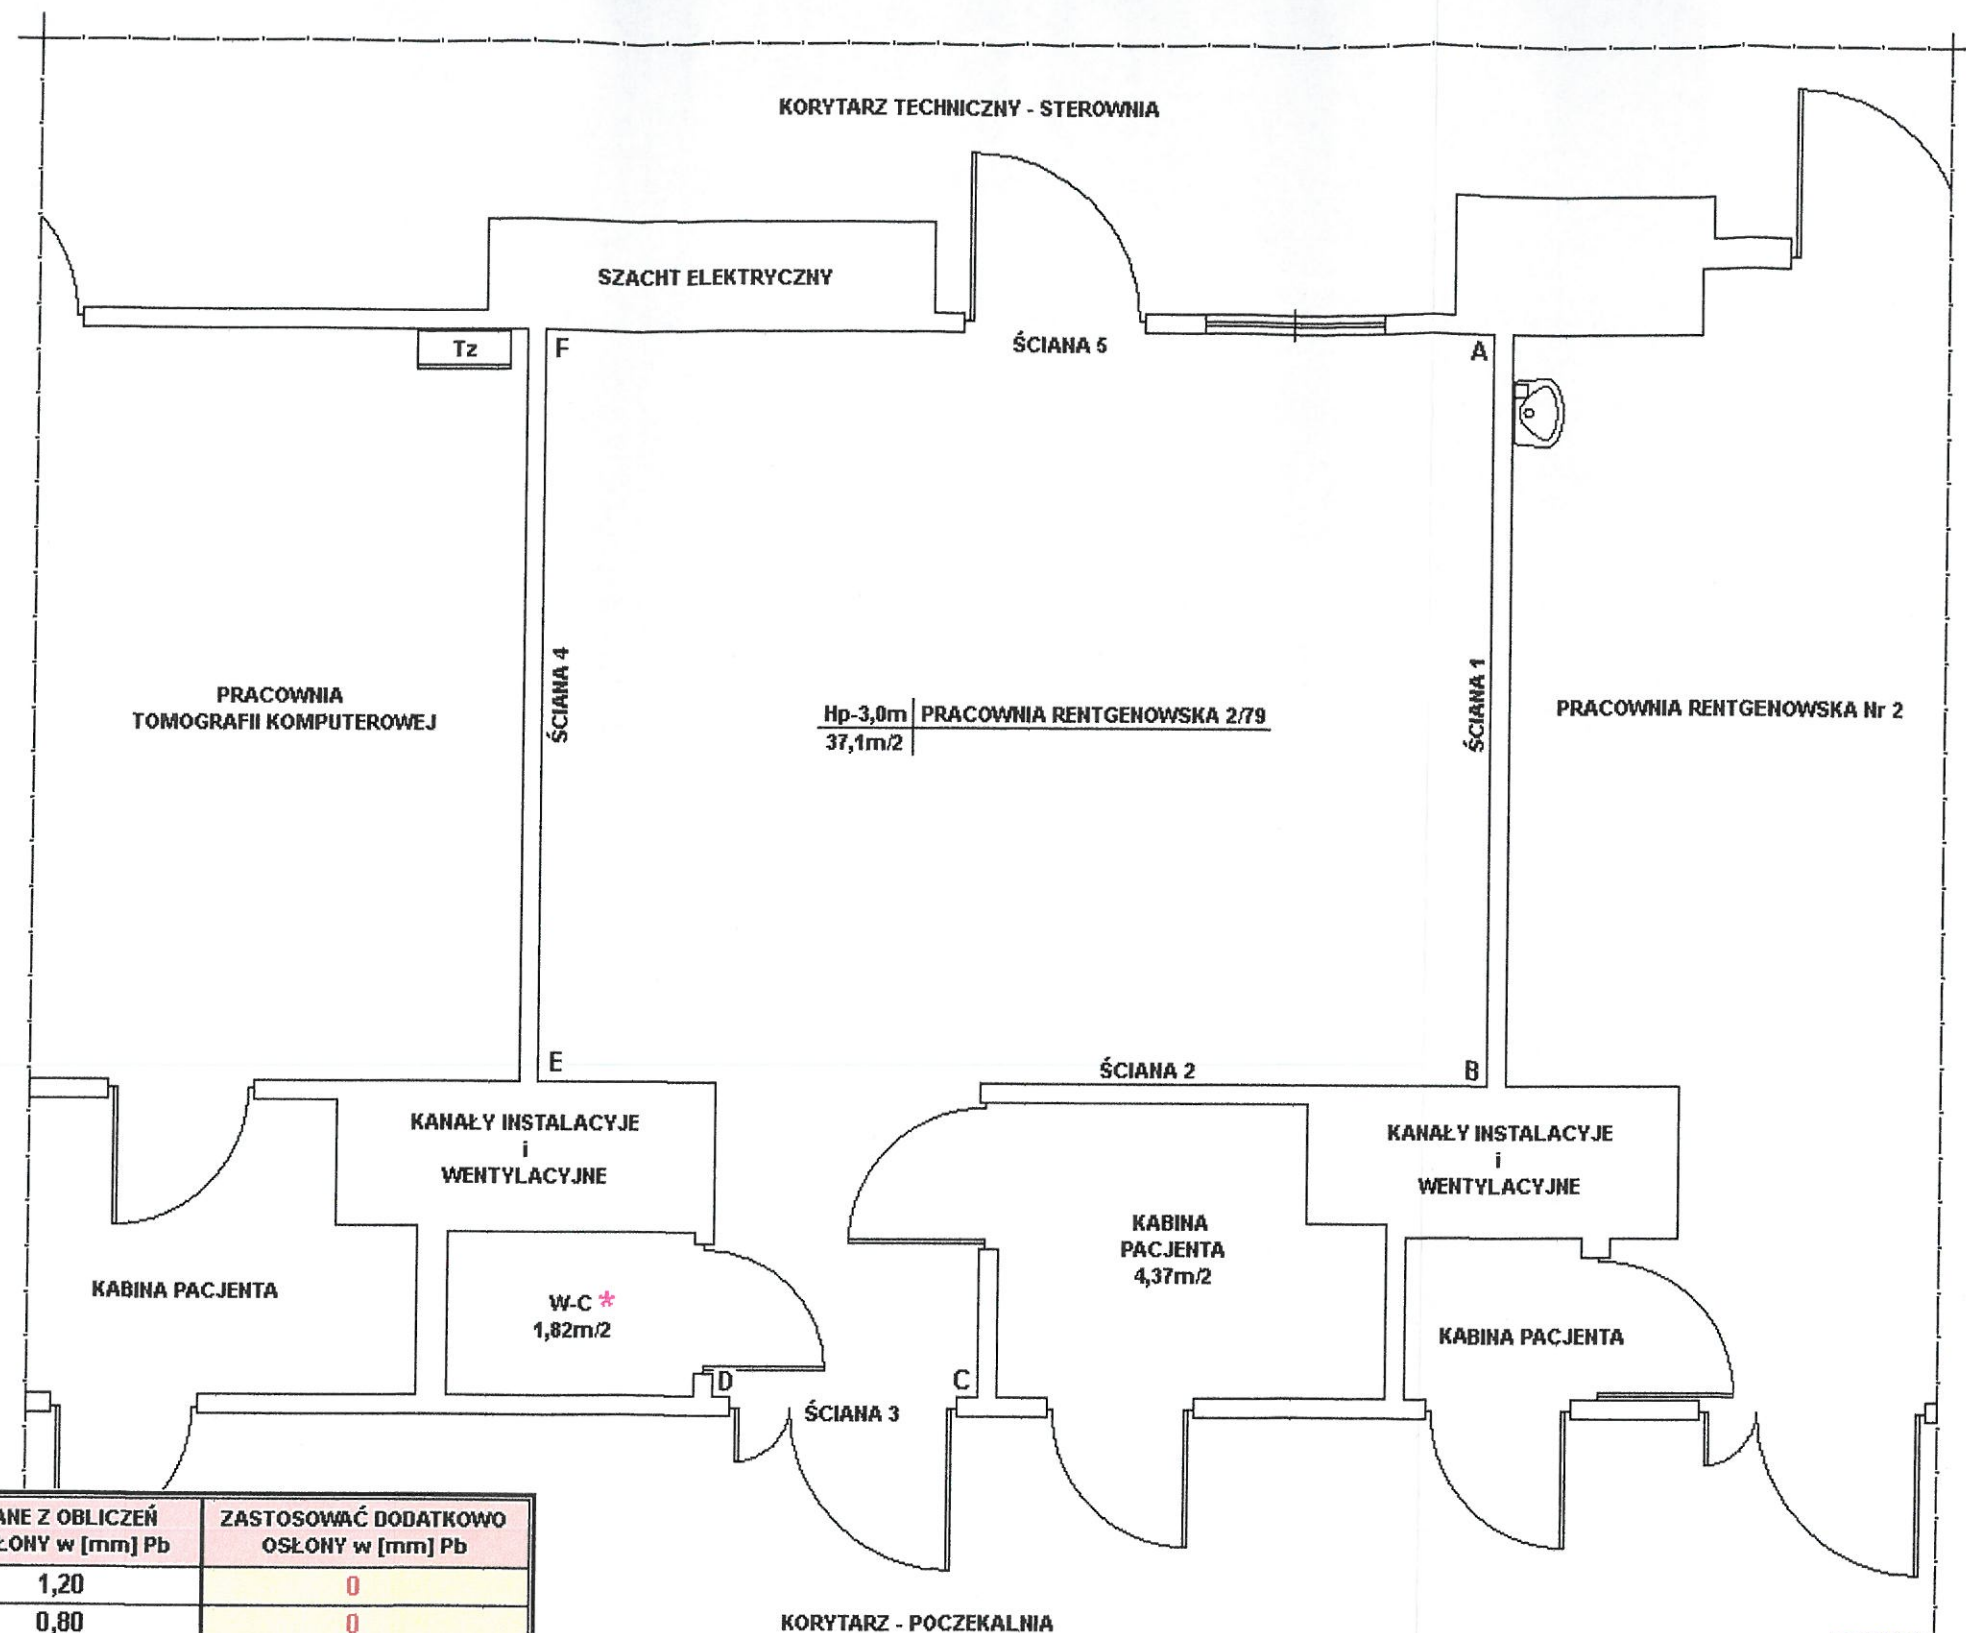 KORYTARZ TECHNICZNY - STEROWNIA
SZACHT ELEKTRYCZNY
Tz
F
ŚCIANA 5
A
ŚCIANA 4
ŚCIANA 1
PRACOWNIA
TOMOGRAFII KOMPUTEROWEJ
Hp-3,0m PRACOWNIA RENTGENOWSKA 2/79
37,1m/2
PRACOWNIA RENTGENOWSKA Nr 2
E
ŚCIANA 2
B
KANAŁY INSTALACYJE
i
WENTYLACYJNE
KANAŁY INSTALACYJE
i
WENTYLACYJNE
KABINA
PACJENTA
4,37m/2
KABINA PACJENTA
W-C *
1,82m/2
KABINA PACJENTA
D
C
ŚCIANA 3
ANE Z OBLICZEŃ
ŁONY w [mm] Pb
ZASTOSOWAĆ DODATKOWO
OSŁONY w [mm] Pb
1,20 0
0,80 0
KORYTARZ - POCZEKALNIA